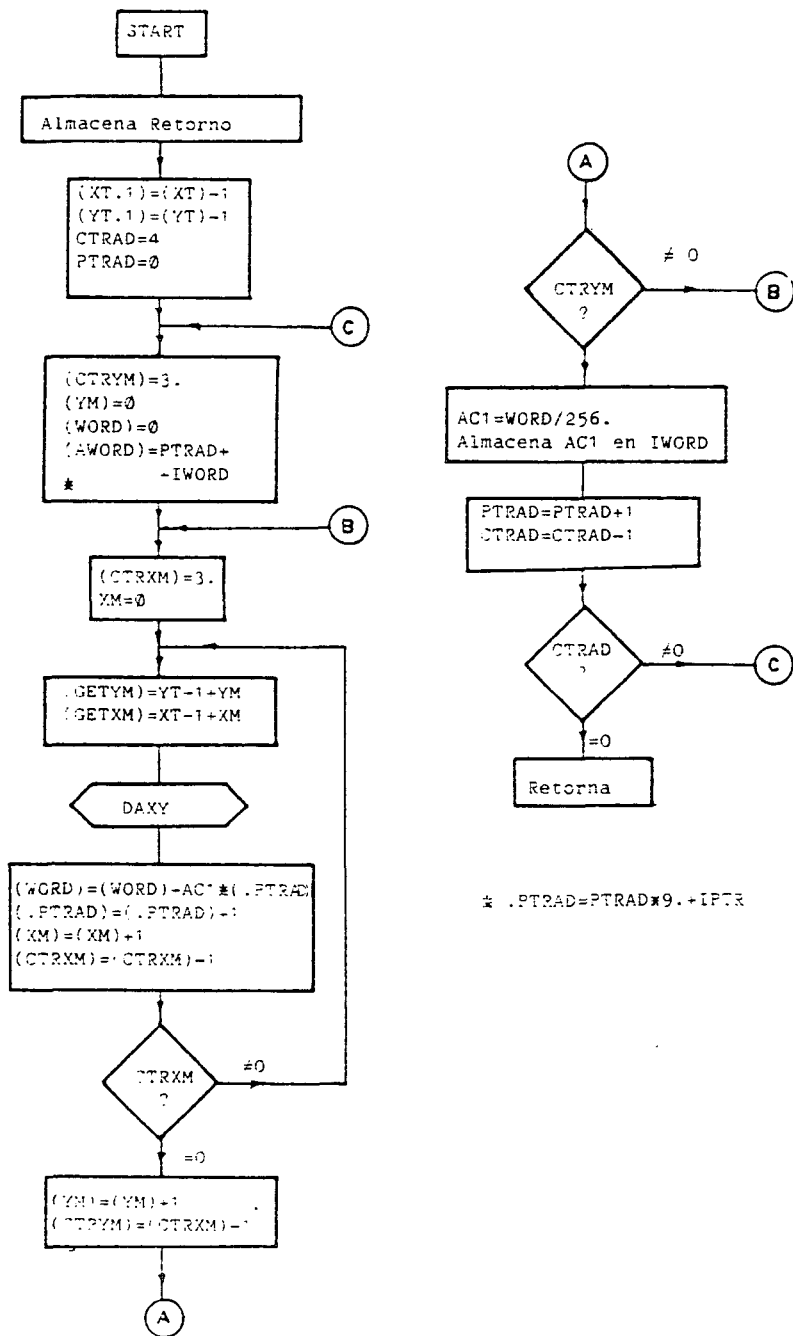 START
Almacena Retorno
(XT.1)=(XT)-1
(YT.1)=(YT)-1
CTRAD=4
PTRAD=0
C
(CTRYM)=3.
(YM)=0
(WORD)=0
(AWORD)=PTRAD+
* -IWORD
B
(CTRXM)=3.
XM=0
(GETYM)=YT-1+YM
(GETXM)=XT-1+XM
DAXY
(WORD)=(WORD)-AC1*(.PTRAD)
(.PTRAD)=(.PTRAD)+1
(XM)=(XM)+1
(CTRXM)=(CTRXM)-1
CTRXM
?
≠0
=0
(YM)=(YM)+1
(CTRYM)=(CTRXM)-1
A
A
CTRYM
?
≠ 0
B
AC1=WORD/256.
Almacena AC1 en IWORD
PTRAD=PTRAD+1
CTRAD=CTRAD-1
CTRAD
?
≠0
C
=0
Retorna
* .PTRAD=PTRAD*9.+IPTR